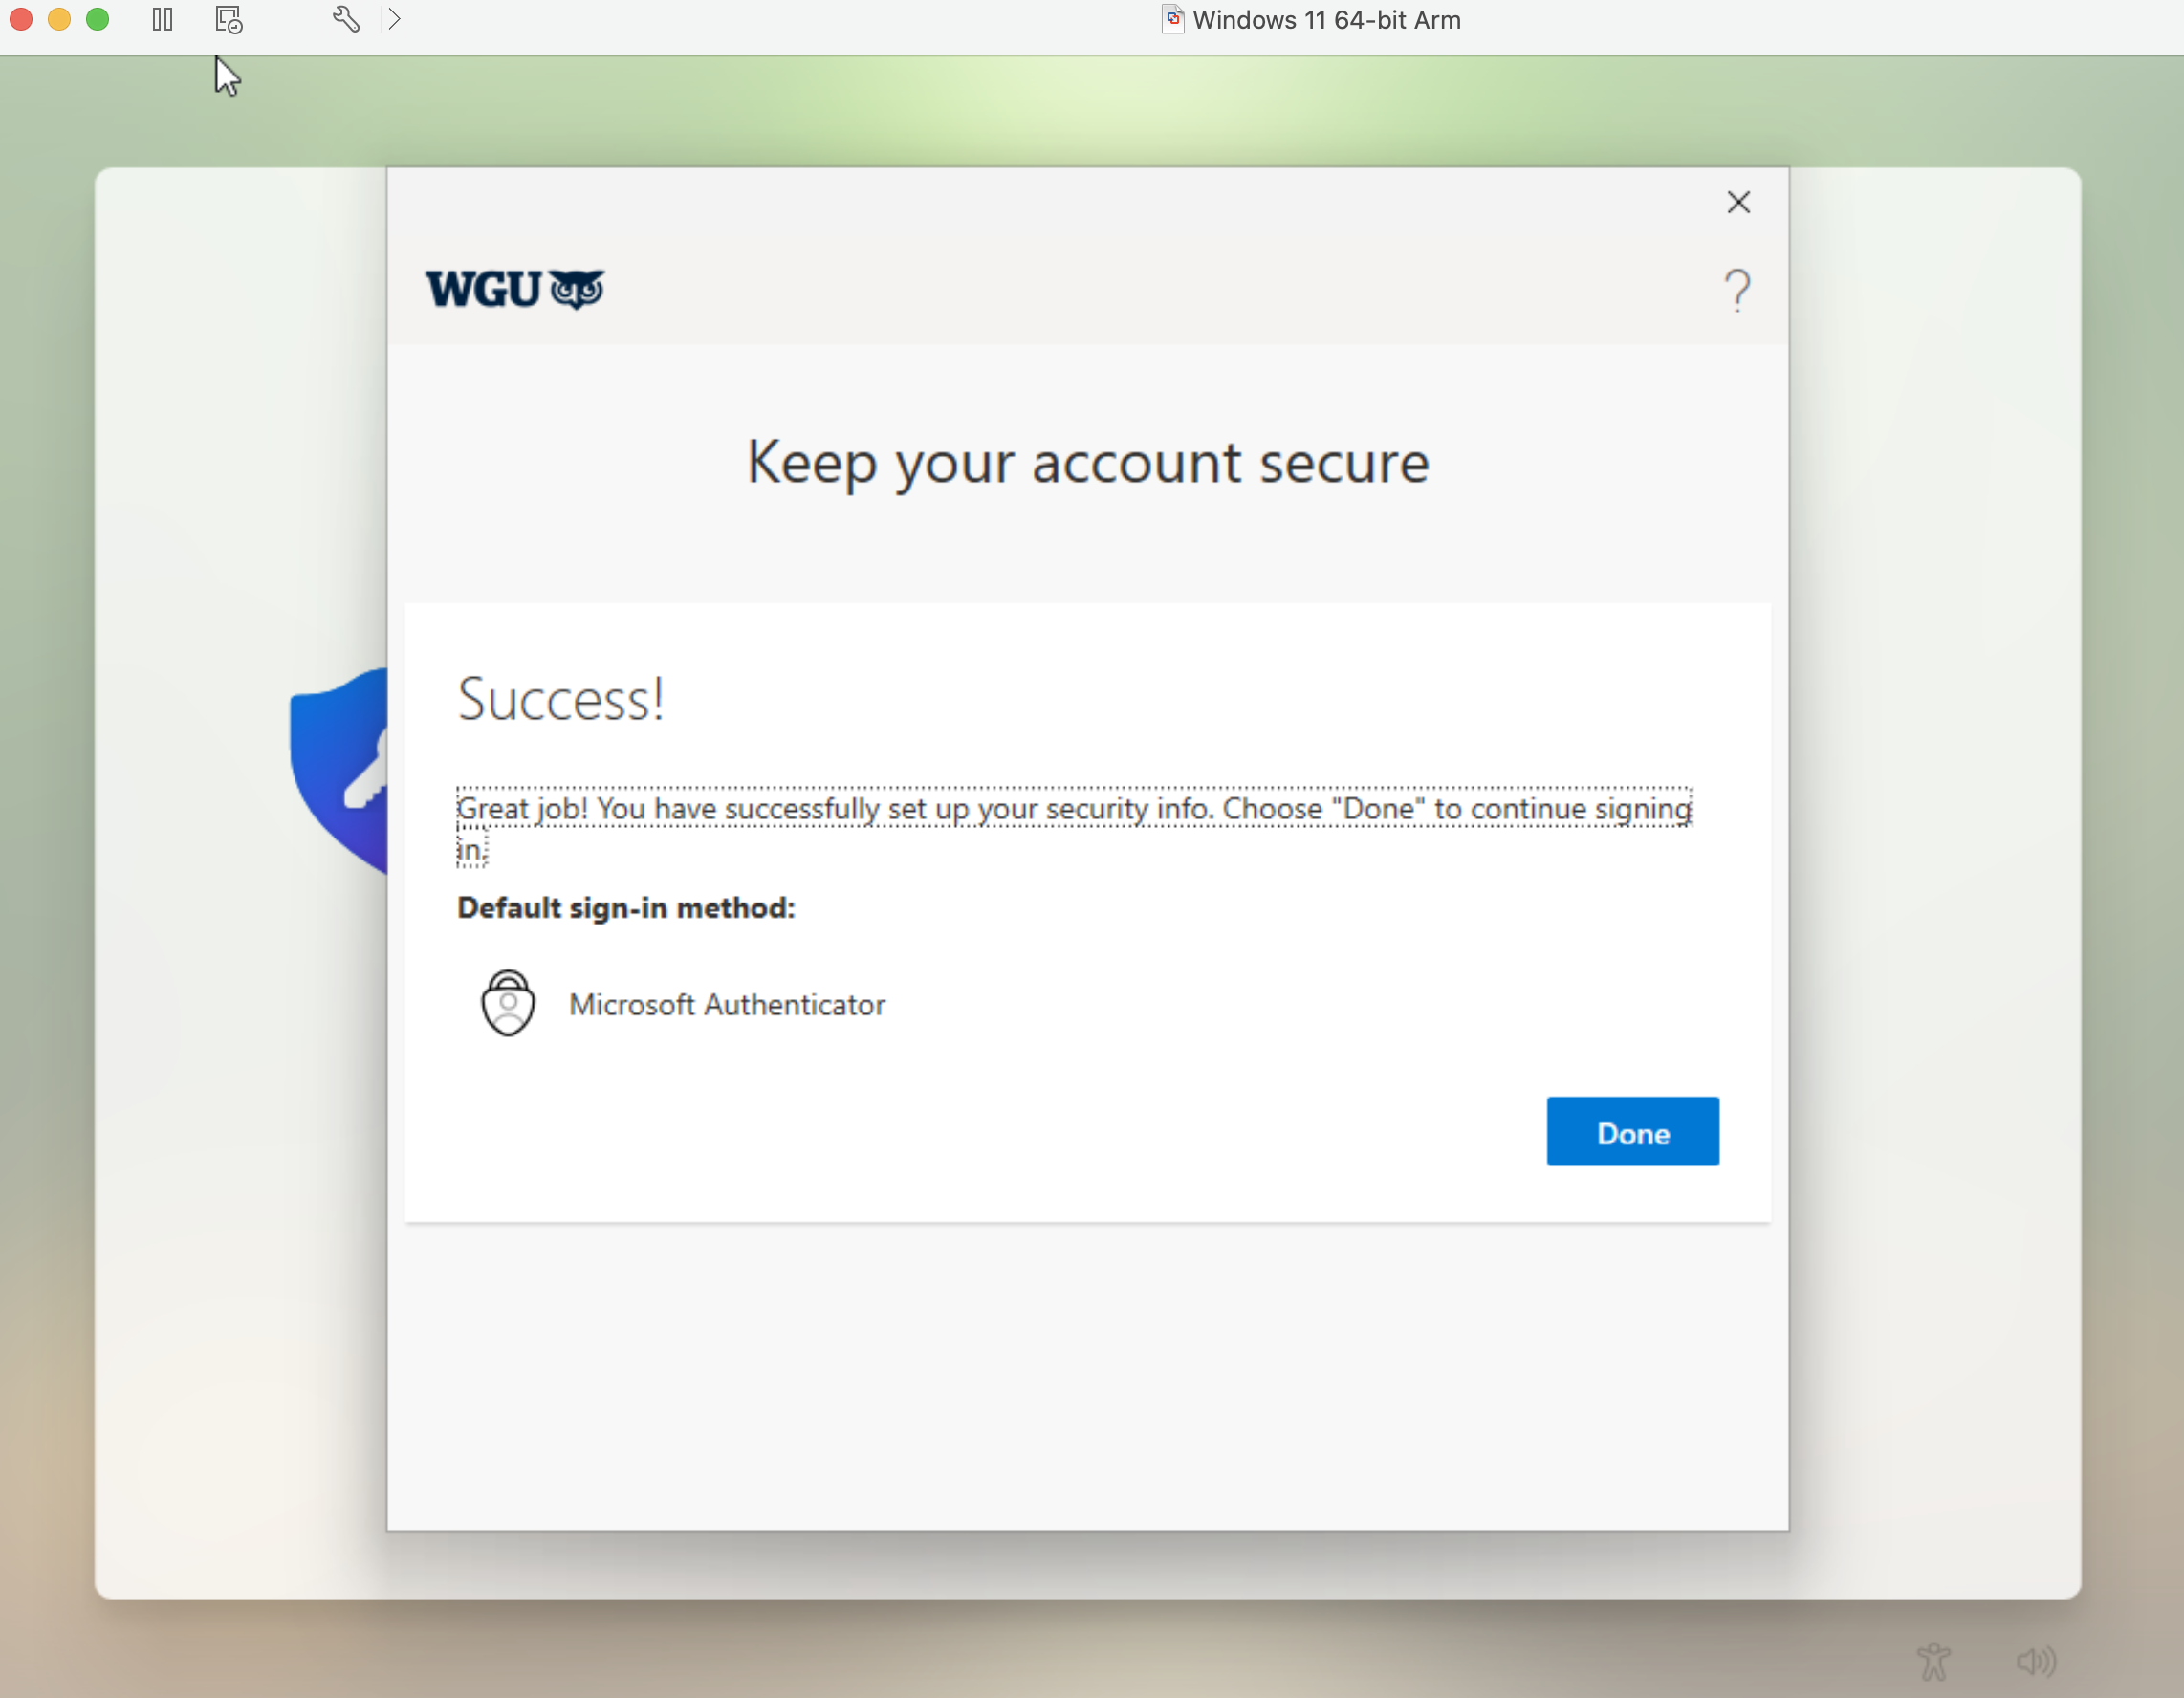 Windows 11 64-bit Arm
WGU
Keep your account secure
Success!
Great job! You have successfully set up your security info. Choose "Done" to continue signing
in.
Default sign-in method:
Microsoft Authenticator
Done